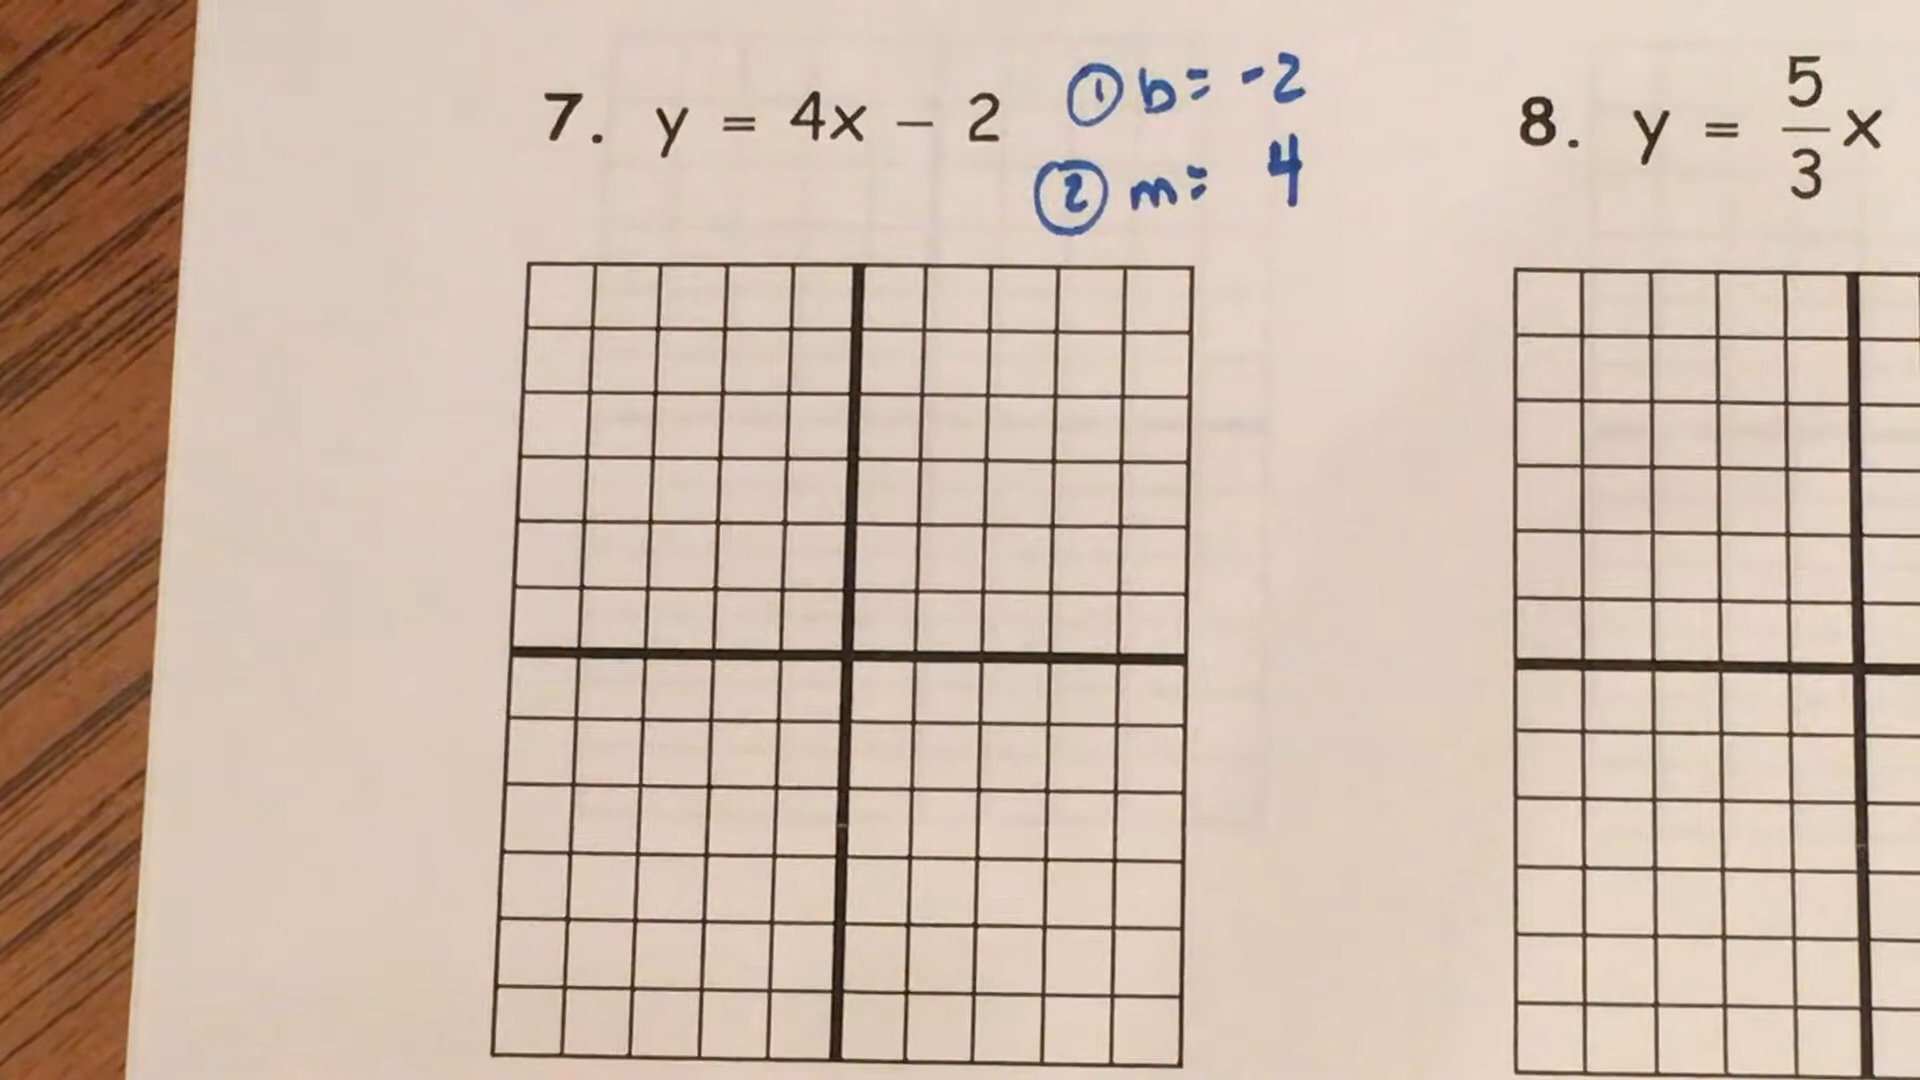 7. y = 4x − 2
① b = -2
② m = 4
8. y = 5/3 x